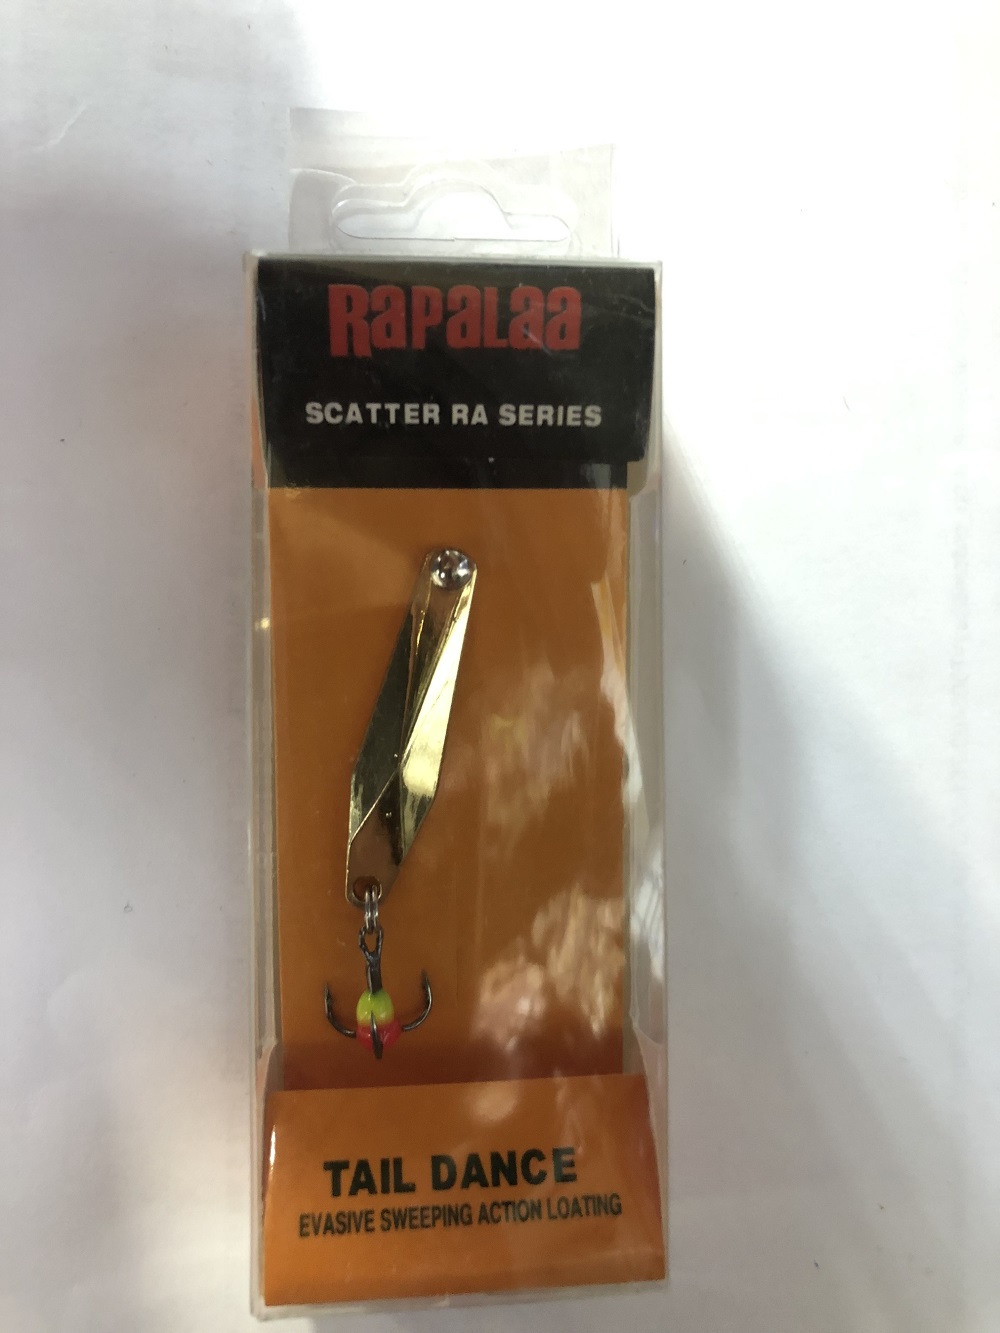 RAPALAA
SCATTER RA SERIES
TAIL DANCE
EVASIVE SWEEPING ACTION LOATING